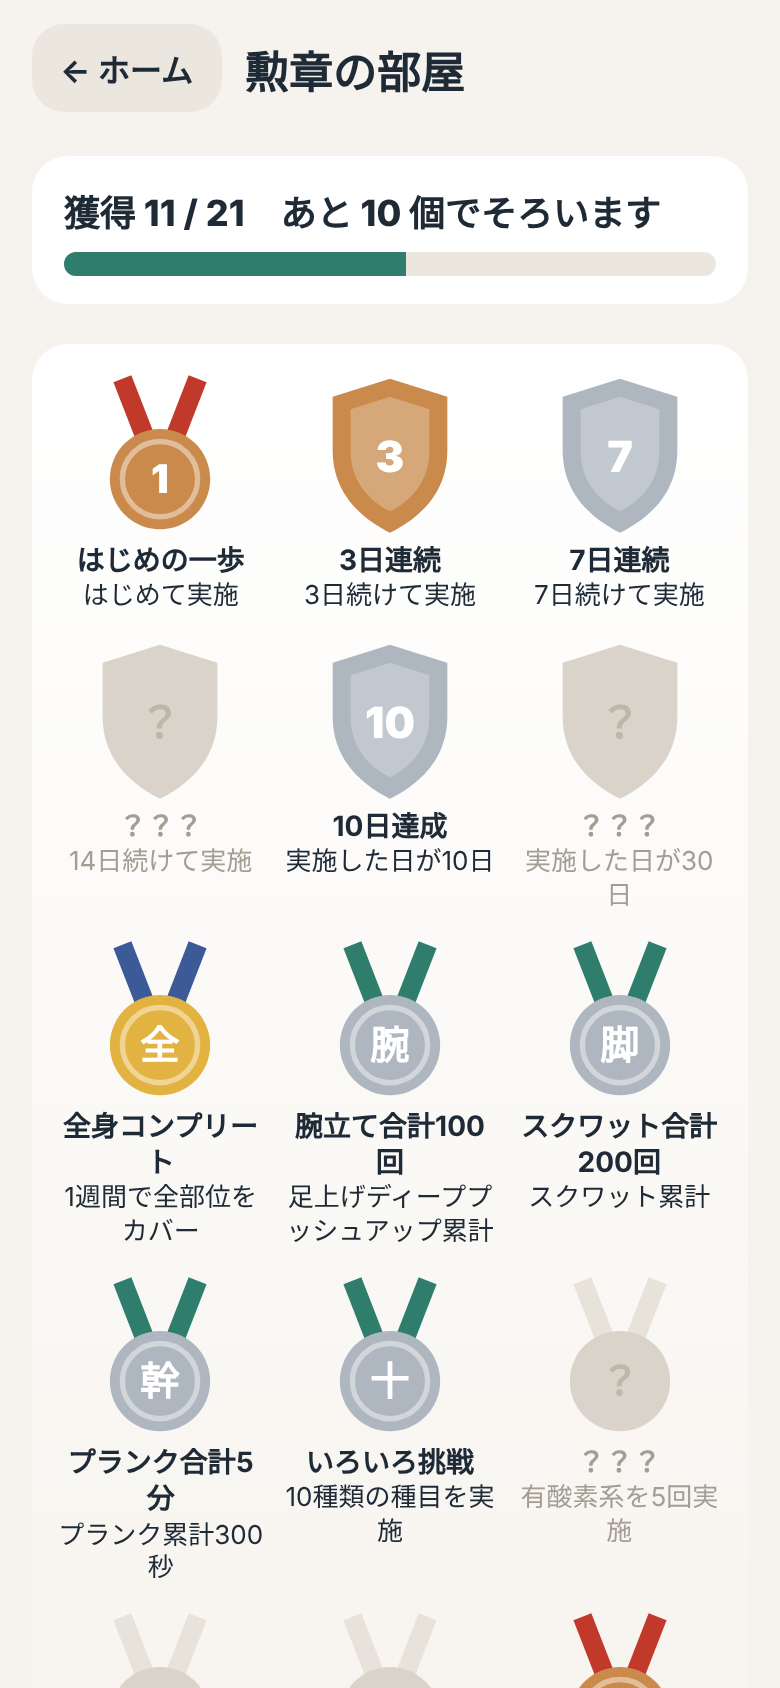 ← ホーム
勲章の部屋
獲得 11 / 21　あと 10 個でそろいます
1
3
7
はじめの一歩
はじめて実施
3日連続
3日続けて実施
7日連続
7日続けて実施
?
10
?
？？？
14日続けて実施
10日達成
実施した日が10日
？？？
実施した日が30
日
全
腕
脚
全身コンプリー
ト
1週間で全部位を
カバー
腕立て合計100
回
足上げディーププ
ッシュアップ累計
スクワット合計
200回
スクワット累計
幹
十
?
プランク合計5
分
プランク累計300
秒
いろいろ挑戦
10種類の種目を実
施
？？？
有酸素系を5回実
施